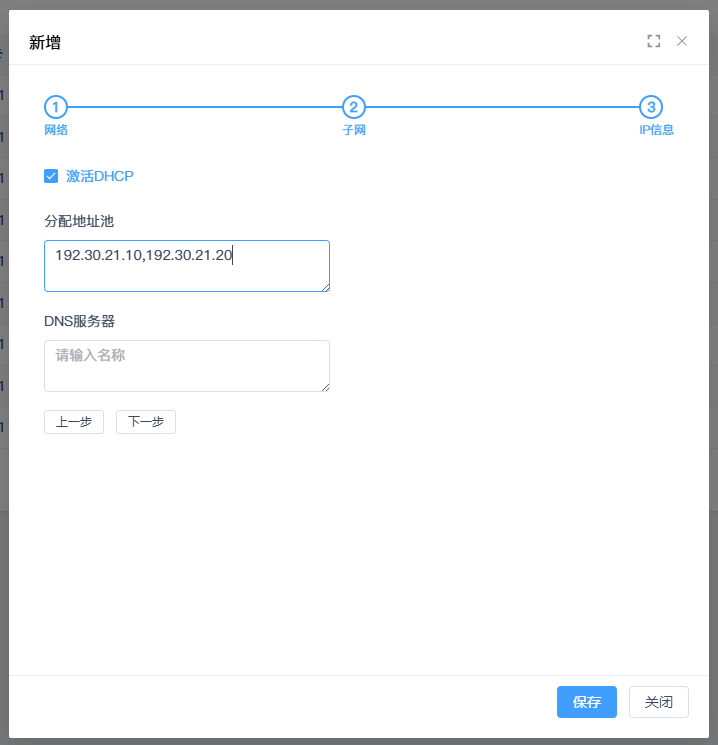 新增
1
2
3
网络
子网
IP信息
激活DHCP
分配地址池
192.30.21.10,192.30.21.20
DNS服务器
请输入名称
上一步
下一步
保存
关闭